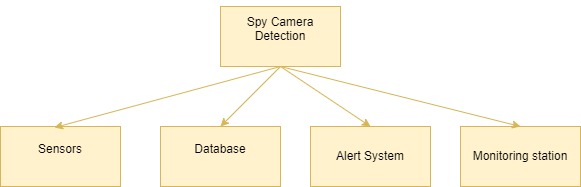 Spy Camera
Detection
Sensors
Database
Alert System
Monitoring station